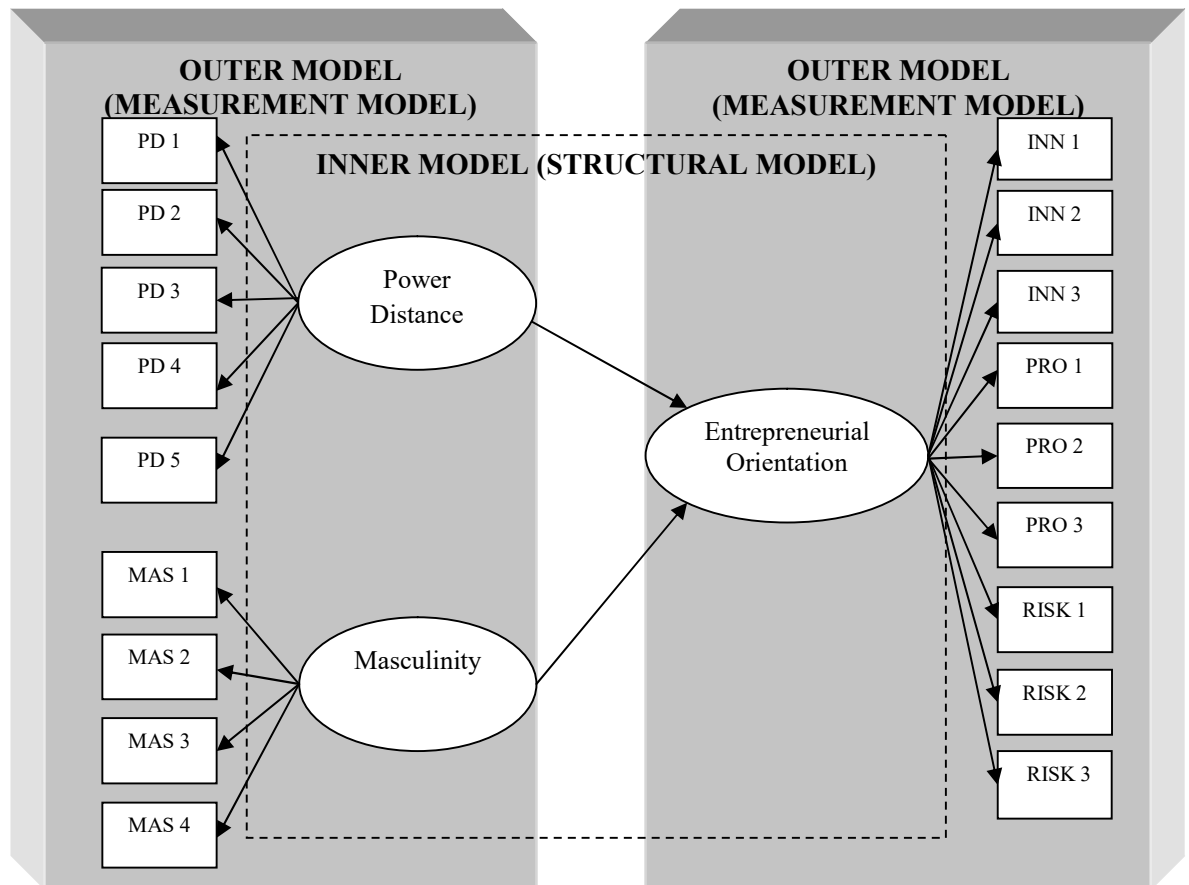 OUTER MODEL
(MEASUREMENT MODEL)
OUTER MODEL
(MEASUREMENT MODEL)
INNER MODEL (STRUCTURAL MODEL)
PD 1
PD 2
PD 3
PD 4
PD 5
MAS 1
MAS 2
MAS 3
MAS 4
Power
Distance
Masculinity
Entrepreneurial
Orientation
INN 1
INN 2
INN 3
PRO 1
PRO 2
PRO 3
RISK 1
RISK 2
RISK 3